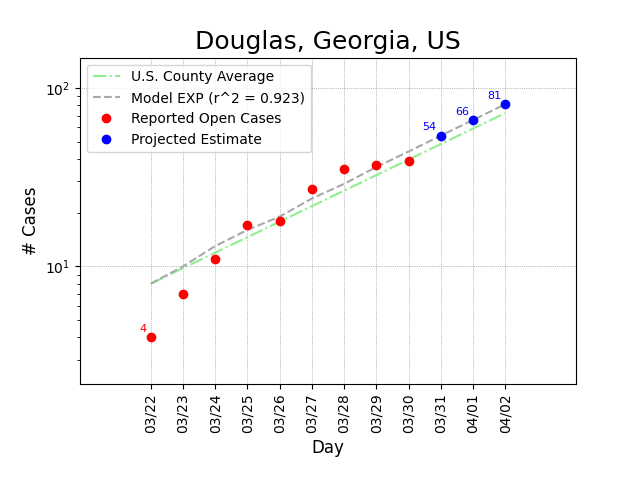 Douglas, Georgia, US
U.S. County Average
Model EXP (r^2 = 0.923)
Reported Open Cases
Projected Estimate
10^2
10^1
# Cases
4
54
66
81
03/22
03/23
03/24
03/25
03/26
03/27
03/28
03/29
03/30
03/31
04/01
04/02
Day